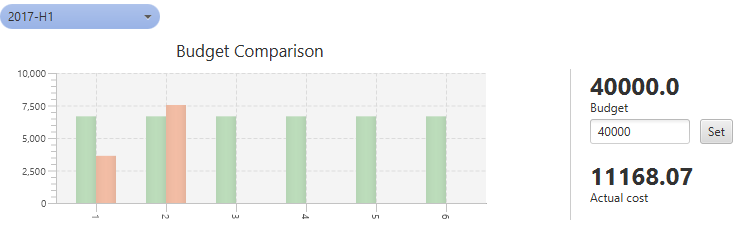 2017-H1
Budget Comparison
10,000
7,500
5,000
2,500
0
1
2
3
4
5
6
40000.0
Budget
40000 Set
11168.07
Actual cost